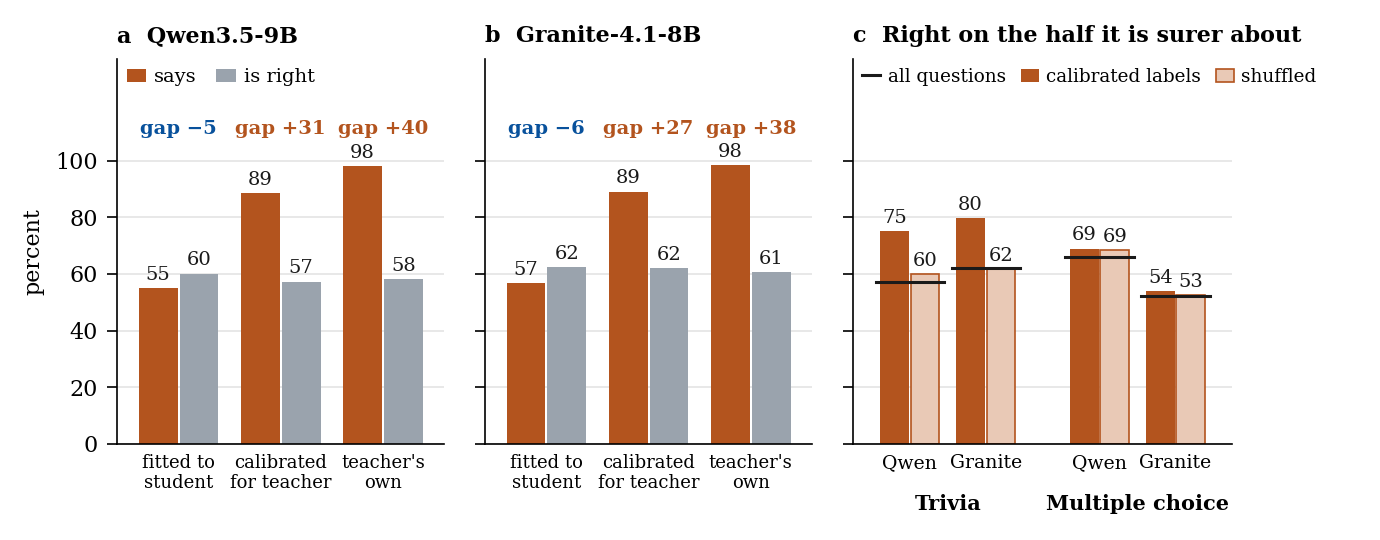 a Qwen3.5-9B
says is right
gap −5 gap +31 gap +40
percent
100
80
60
40
20
0
55 60 89 57 98 58
fitted to student
calibrated for teacher
teacher's own
b Granite-4.1-8B
gap −6 gap +27 gap +38
57 62 89 62 98 61
fitted to student
calibrated for teacher
teacher's own
c Right on the half it is surer about
all questions calibrated labels shuffled
75 60 80 62 69 69 54 53
Qwen Granite Qwen Granite
Trivia Multiple choice